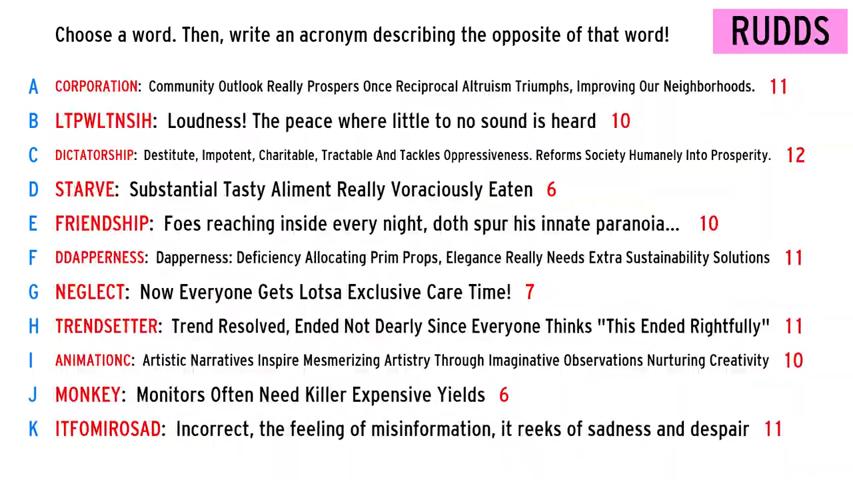 Choose a word. Then, write an acronym describing the opposite of that word!
RUDDS
A CORPORATION: Community Outlook Really Prospers Once Reciprocal Altruism Triumphs, Improving Our Neighborhoods. 11
B LTPWLTNSIH: Loudness! The peace where little to no sound is heard 10
C DICTATORSHIP: Destitute, Impotent, Charitable, Tractable And Tackles Oppressiveness. Reforms Society Humanely Into Prosperity. 12
D STARVE: Substantial Tasty Aliment Really Voraciously Eaten 6
E FRIENDSHIP: Foes reaching inside every night, doth spur his innate paranoia... 10
F DDAPPERNESS: Dapperness: Deficiency Allocating Prim Props, Elegance Really Needs Extra Sustainability Solutions 11
G NEGLECT: Now Everyone Gets Lotsa Exclusive Care Time! 7
H TRENDSETTER: Trend Resolved, Ended Not Dearly Since Everyone Thinks "This Ended Rightfully" 11
I ANIMATIONC: Artistic Narratives Inspire Mesmerizing Artistry Through Imaginative Observations Nurturing Creativity 10
J MONKEY: Monitors Often Need Killer Expensive Yields 6
K ITFOMIROSAD: Incorrect, the feeling of misinformation, it reeks of sadness and despair 11